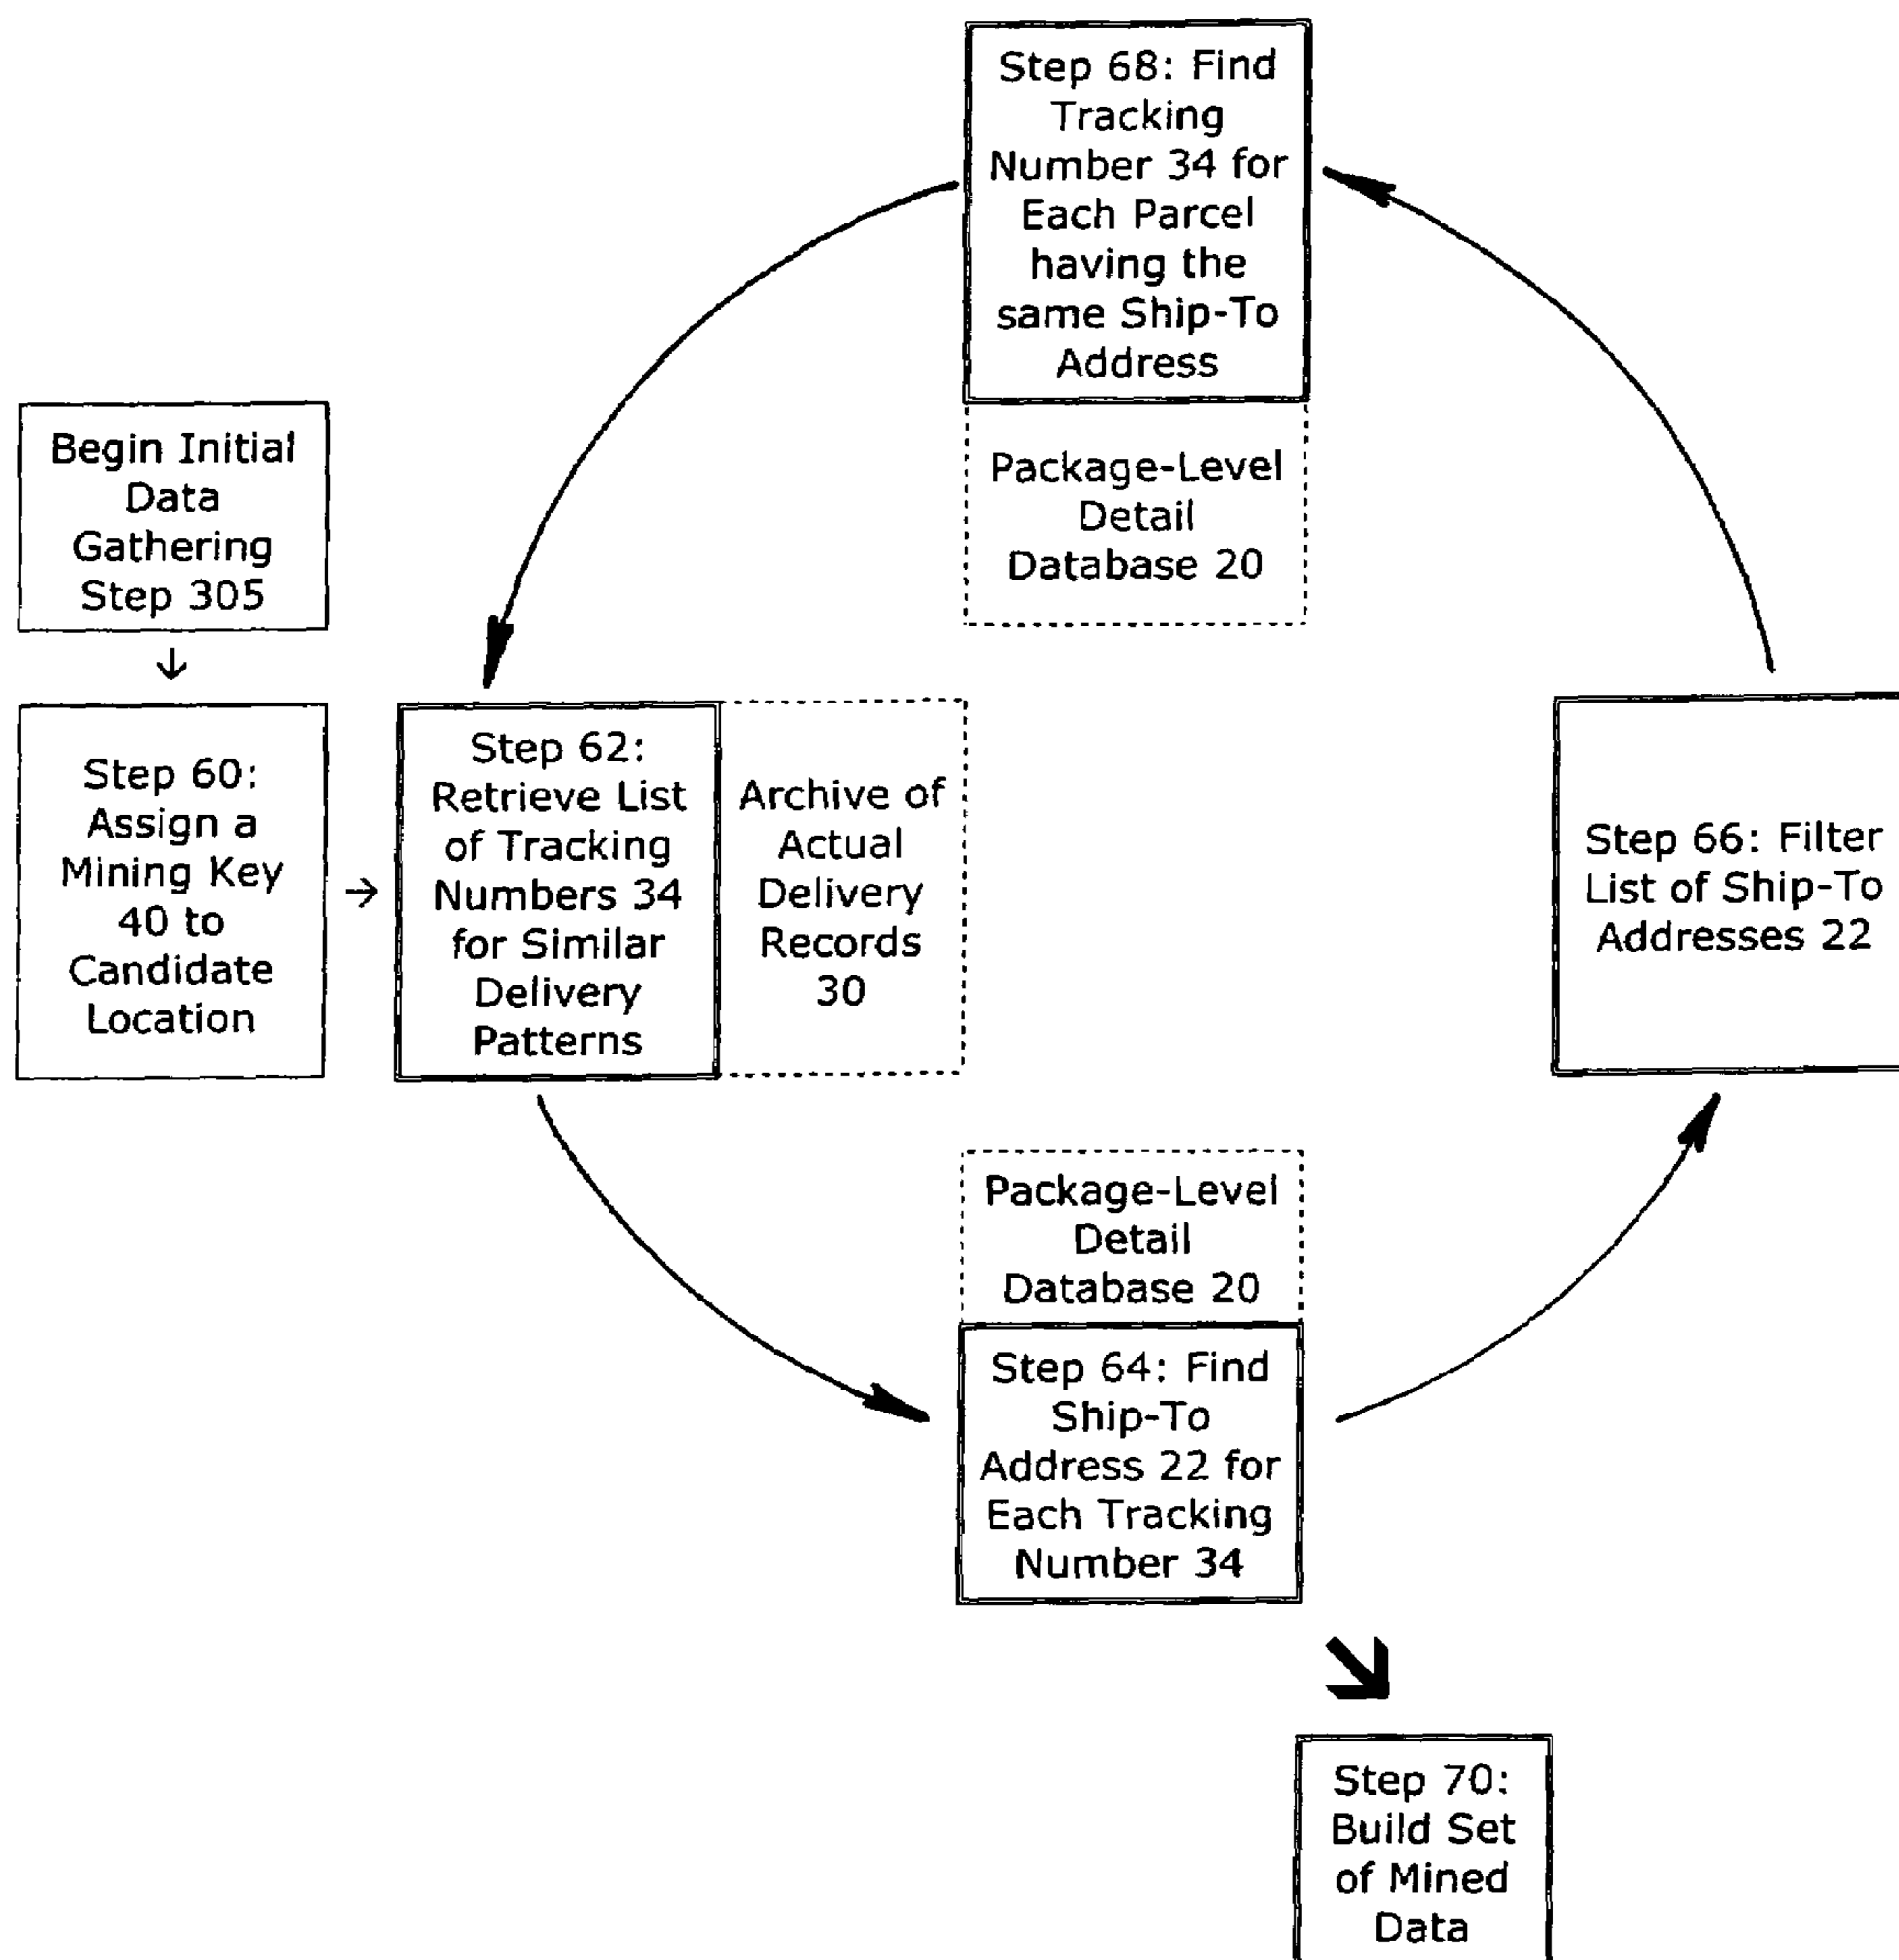 Step 68: Find
Tracking
Number 34 for
Each Parcel
having the
same Ship-To
Address
Package-Level
Detail
Database 20
Begin Initial
Data
Gathering
Step 305
Step 60:
Assign a
Mining Key
40 to
Candidate
Location
Step 62:
Retrieve List
of Tracking
Numbers 34
for Similar
Delivery
Patterns
Archive of
Actual
Delivery
Records
30
Step 66: Filter
List of Ship-To
Addresses 22
Package-Level
Detail
Database 20
Step 64: Find
Ship-To
Address 22 for
Each Tracking
Number 34
Step 70:
Build Set
of Mined
Data